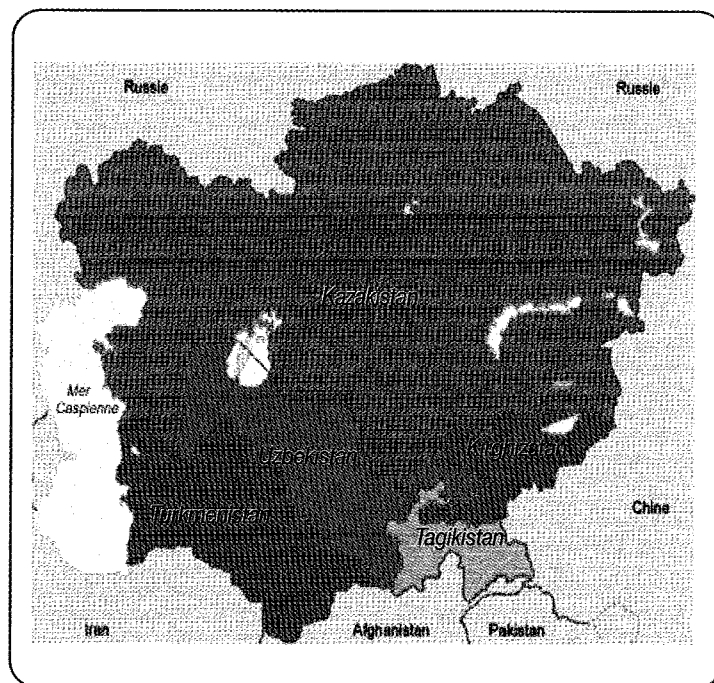 Russie
Russie
Kazakistan
Mer
Caspienne
Uzbekistan
Kirghizstan
Turkmenistan
Chine
Tagikistan
Iran
Afghanistan
Pakistan